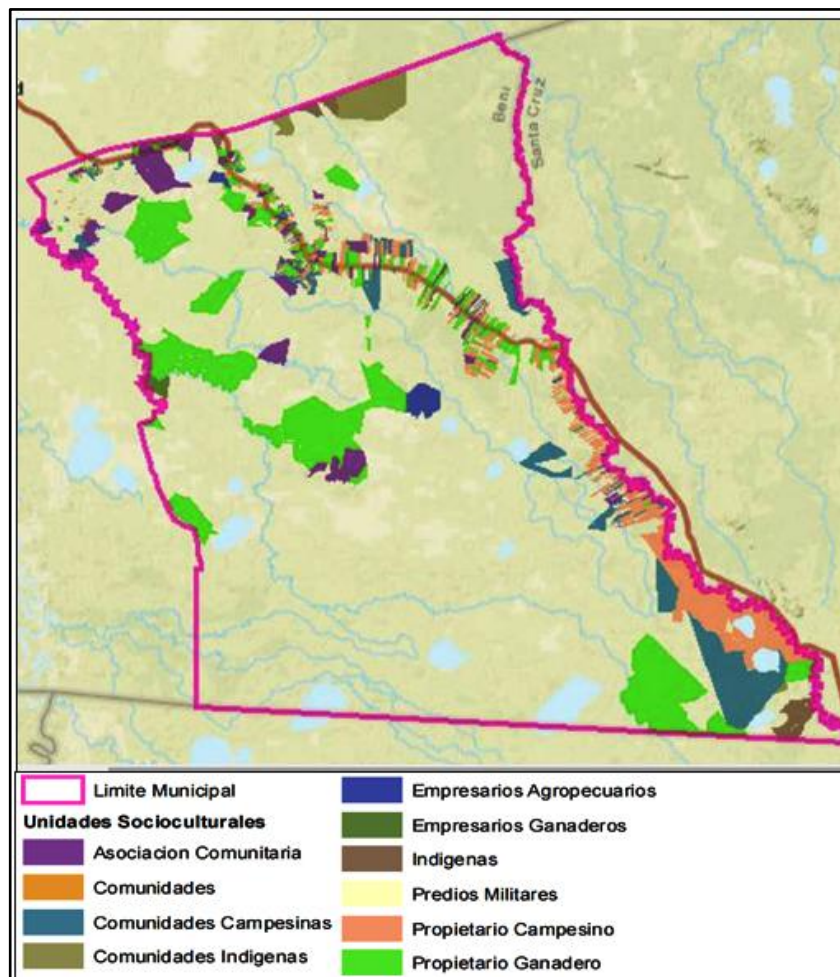 d
Beni
Santa Cruz
Limite Municipal
Unidades Socioculturales
Asociacion Comunitaria
Comunidades
Comunidades Campesinas
Comunidades Indigenas
Empresarios Agropecuarios
Empresarios Ganaderos
Indigenas
Predios Militares
Propietario Campesino
Propietario Ganadero